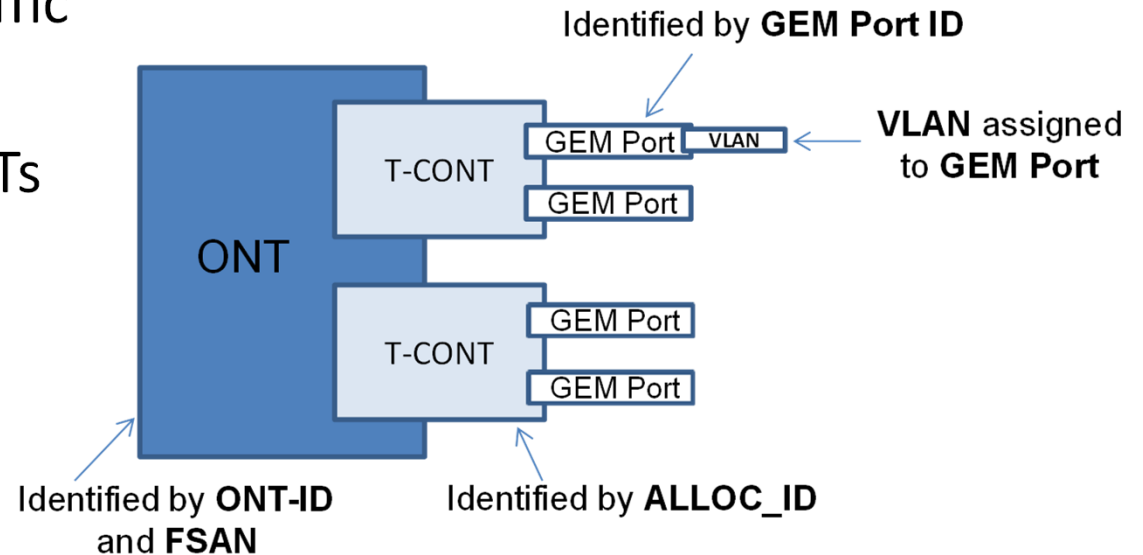 Identified by GEM Port ID
GEM Port
VLAN
VLAN assigned
to GEM Port
Ts
T-CONT
GEM Port
ONT
GEM Port
T-CONT
GEM Port
Identified by ONT-ID
and FSAN
Identified by ALLOC_ID